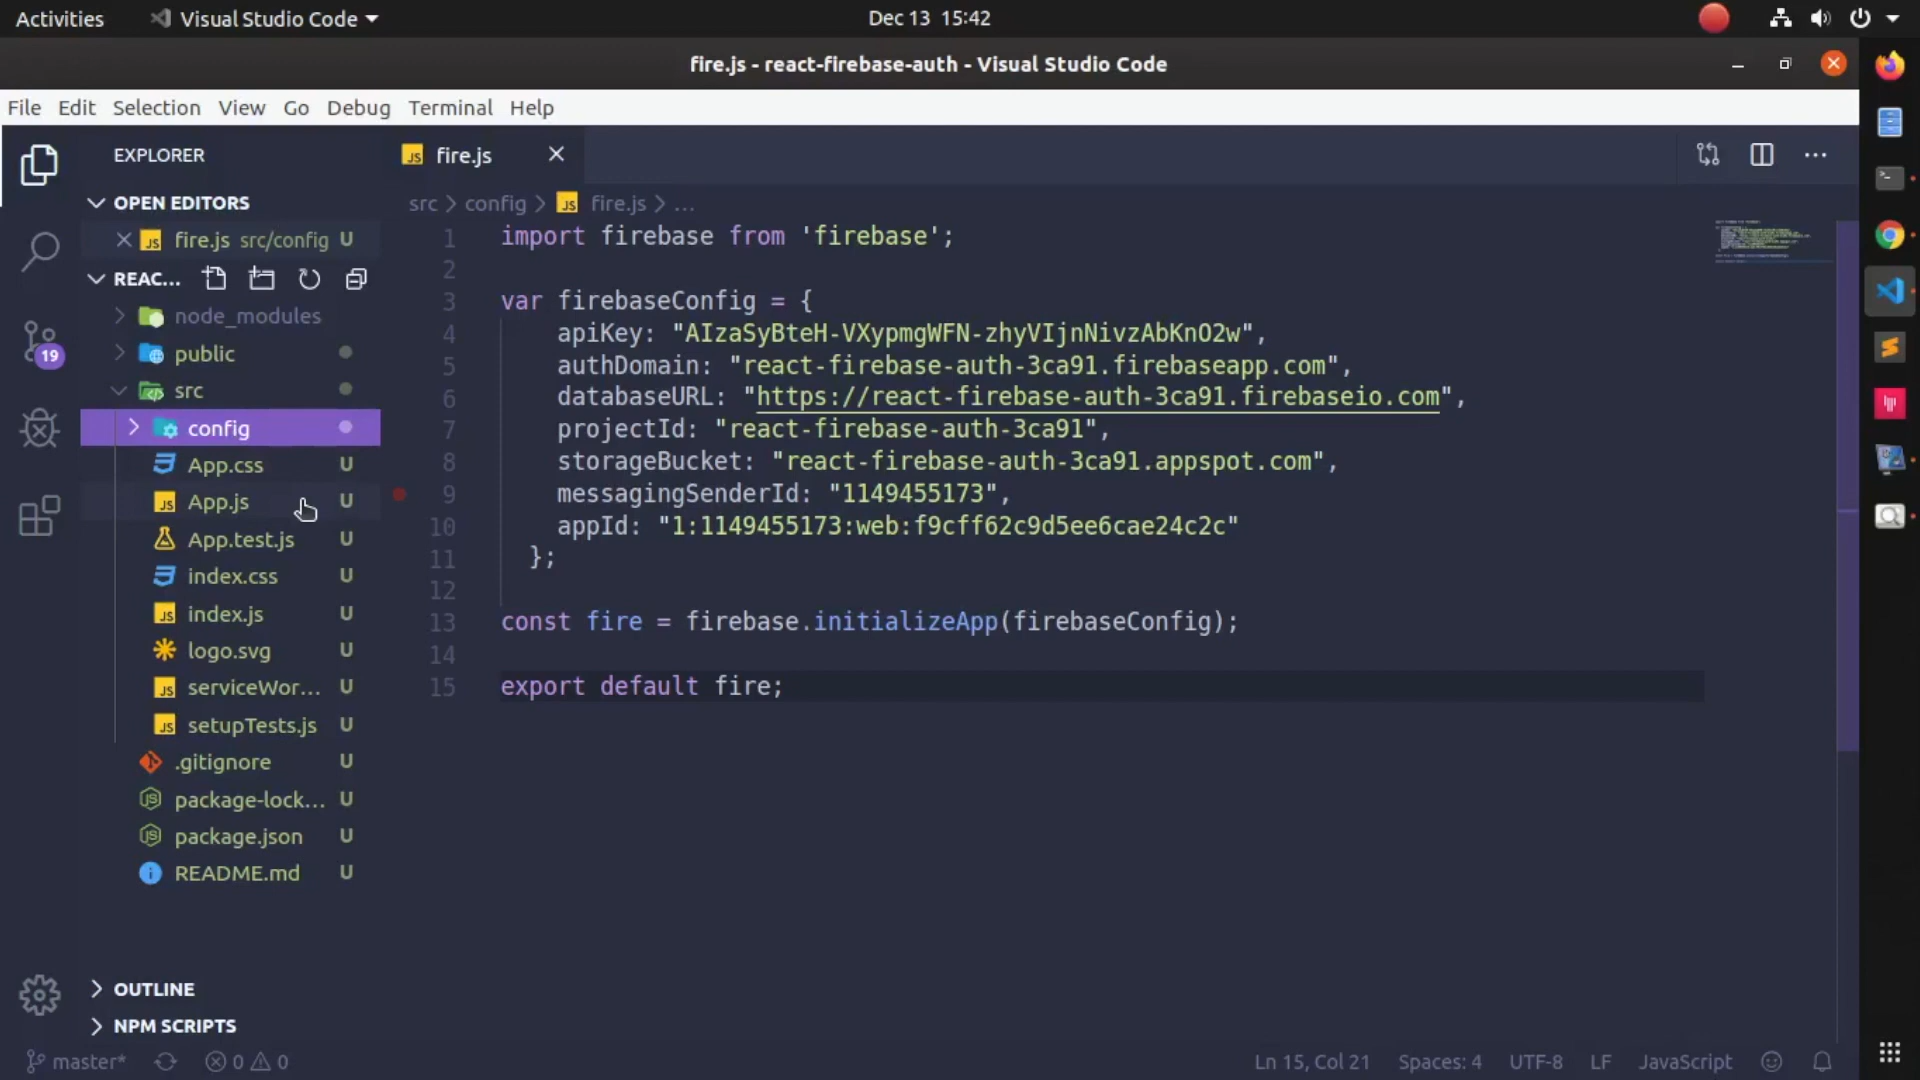 Activities Visual Studio Code Dec 13 15:42
fire.js - react-firebase-auth - Visual Studio Code
File Edit Selection View Go Debug Terminal Help
EXPLORER
OPEN EDITORS
fire.js src/config U
REAC...
node_modules
public
src
config
App.css U
App.js U
App.test.js U
index.css U
index.js U
logo.svg U
serviceWor... U
setupTests.js U
.gitignore U
package-lock... U
package.json U
README.md U
OUTLINE
NPM SCRIPTS
19
fire.js
src > config > JS fire.js > ...
1 import firebase from 'firebase';
2
3 var firebaseConfig = {
4 apiKey: "AIzaSyBteH-VXypmgWFN-zhyVIjnNivzAbKnO2w",
5 authDomain: "react-firebase-auth-3ca91.firebaseapp.com",
6 databaseURL: "https://react-firebase-auth-3ca91.firebaseio.com",
7 projectId: "react-firebase-auth-3ca91",
8 storageBucket: "react-firebase-auth-3ca91.appspot.com",
9 messagingSenderId: "1149455173",
10 appId: "1:1149455173:web:f9cff62c9d5ee6cae24c2c"
11 };
12
13 const fire = firebase.initializeApp(firebaseConfig);
14
15 export default fire;
master* 0 0 Ln 15, Col 21 Spaces: 4 UTF-8 LF JavaScript